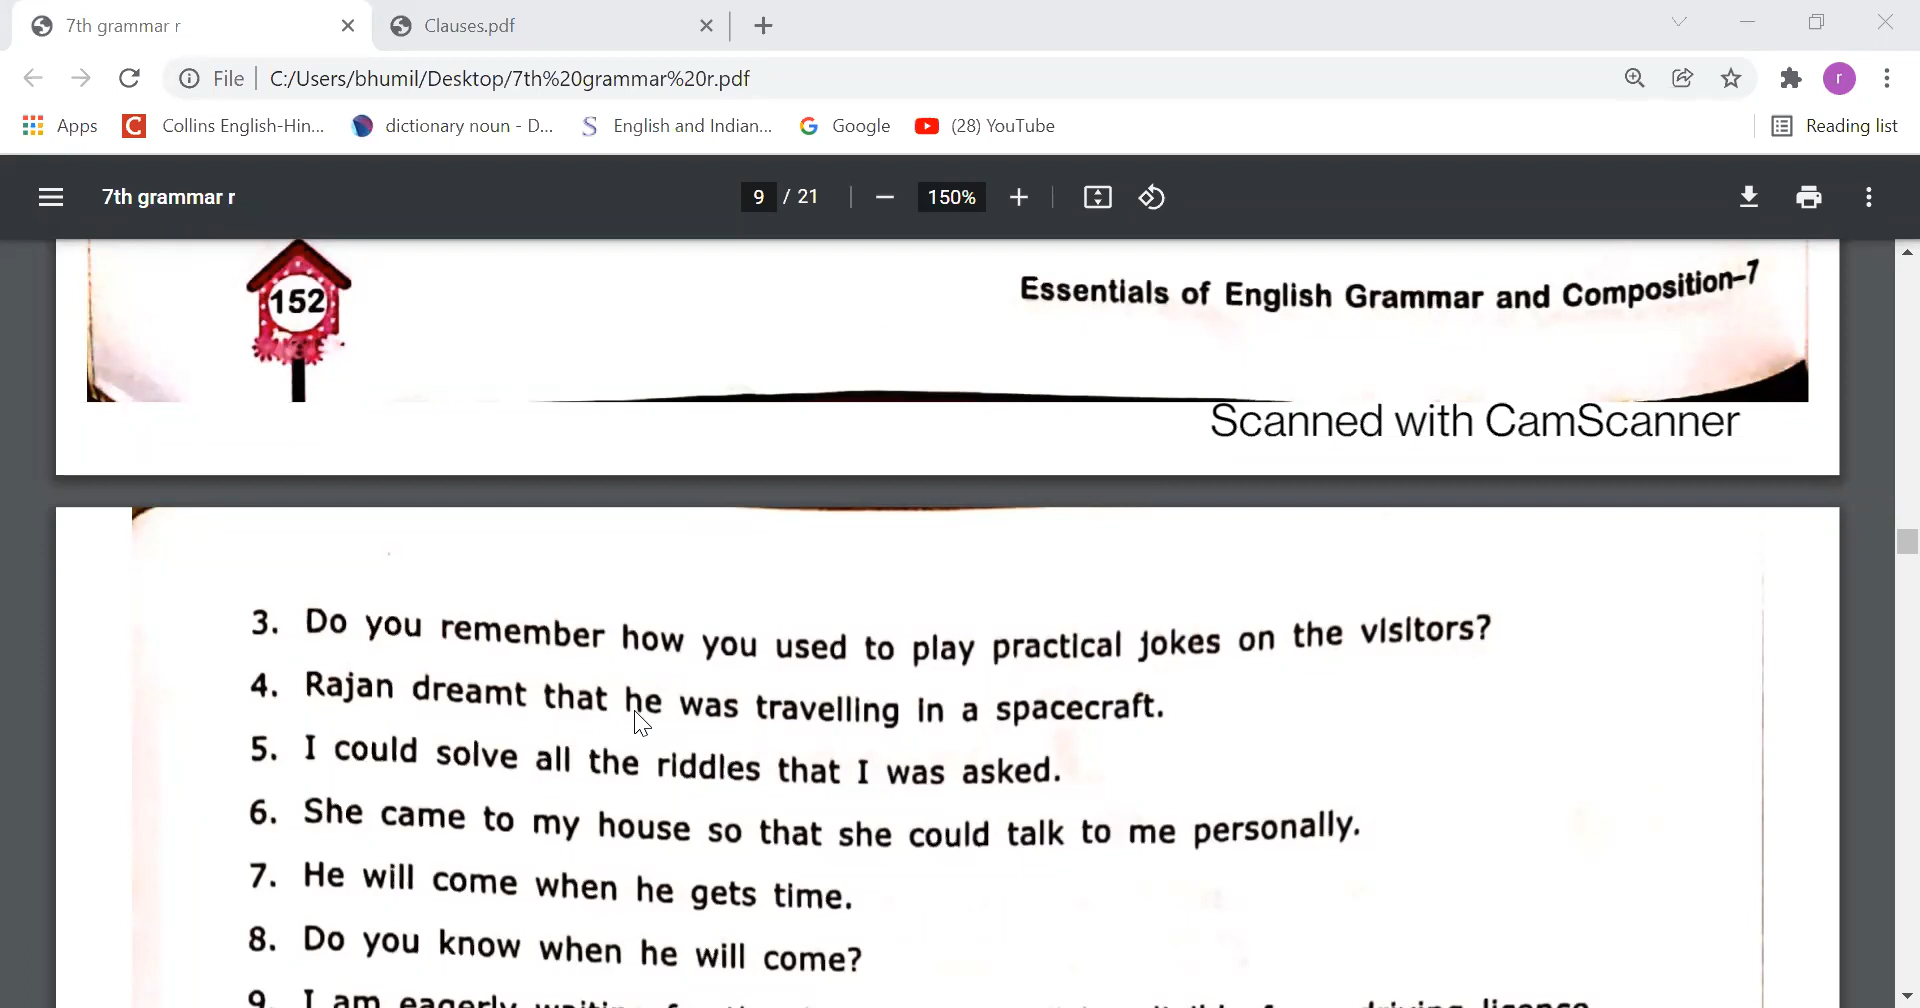 7th grammar r
Clauses.pdf
File C:/Users/bhumil/Desktop/7th%20grammar%20r.pdf
r
Apps Collins English-Hin... dictionary noun - D... English and Indian... Google (28) YouTube Reading list
7th grammar r 9 / 21 150%
152
Essentials of English Grammar and Composition-7
Scanned with CamScanner
3. Do you remember how you used to play practical jokes on the visitors?
4. Rajan dreamt that he was travelling in a spacecraft.
5. I could solve all the riddles that I was asked.
6. She came to my house so that she could talk to me personally.
7. He will come when he gets time.
8. Do you know when he will come?
9. I am eagerly waiting